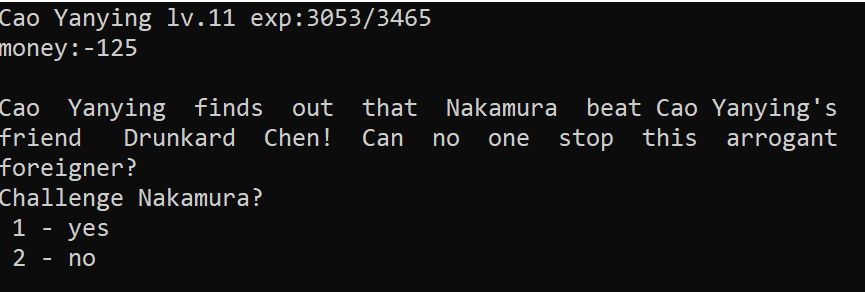 Cao Yanying lv.11 exp:3053/3465
money:-125
Cao Yanying finds out that Nakamura beat Cao Yanying's
friend Drunkard Chen! Can no one stop this arrogant
foreigner?
Challenge Nakamura?
1 - yes
2 - no